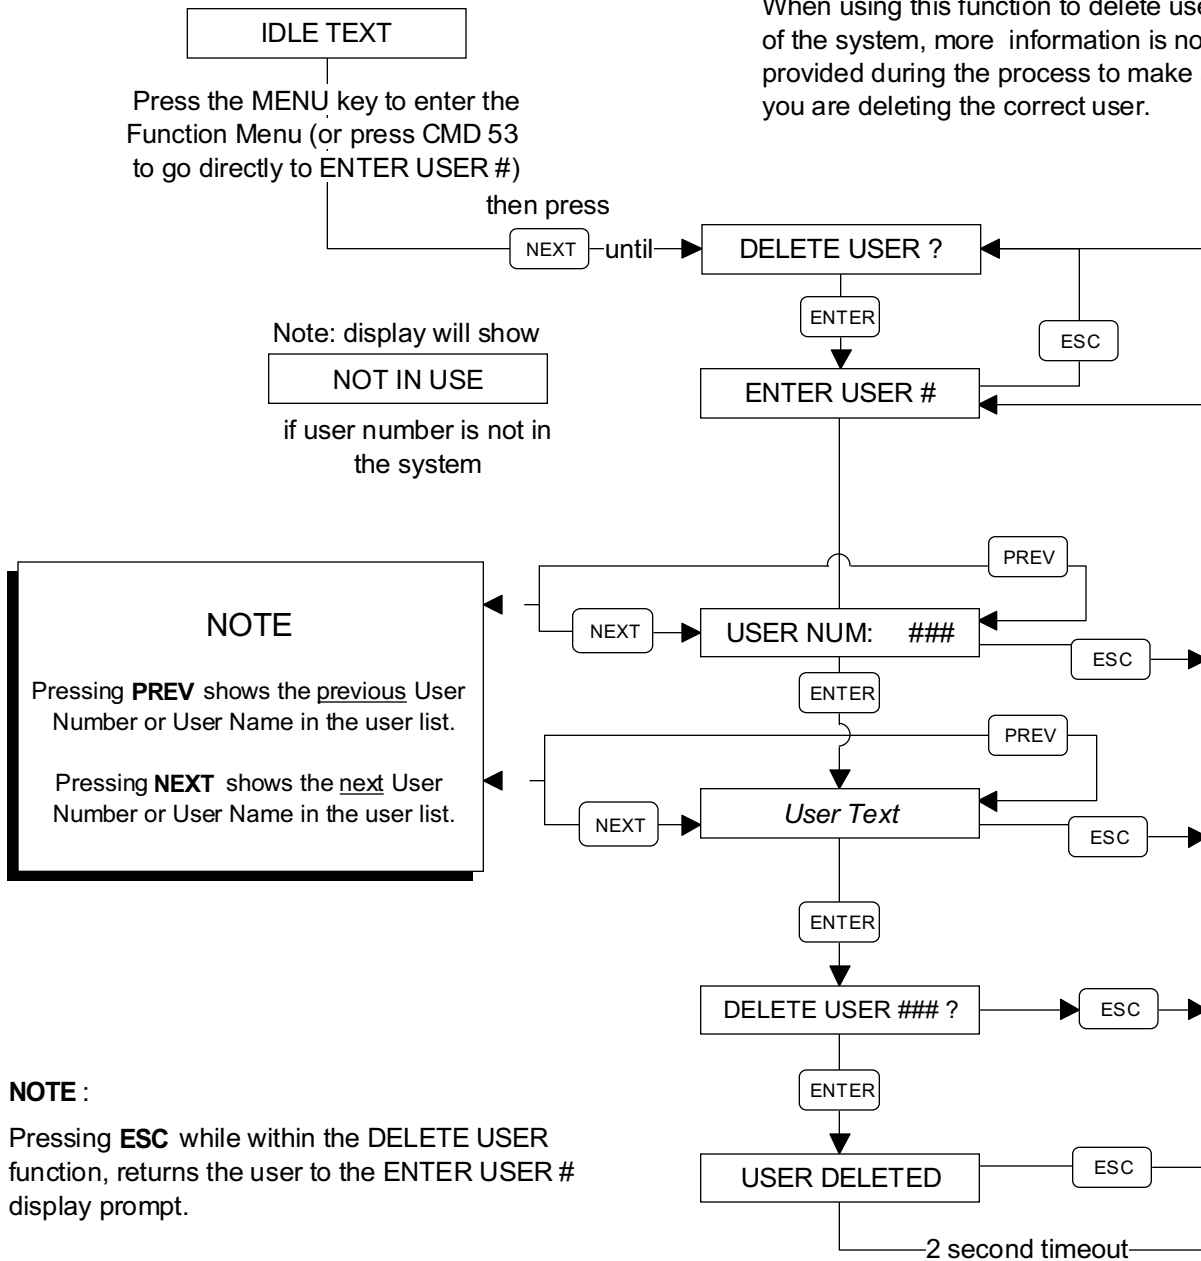 When using this function to delete
of the system, more information is
provided during the process to make
you are deleting the correct user.
IDLE TEXT
Press the MENU key to enter the
Function Menu (or press CMD 53
to go directly to ENTER USER #)
then press
NEXT
until
DELETE USER ?
ENTER
ESC
Note: display will show
NOT IN USE
if user number is not in
the system
ENTER USER #
PREV
NEXT
USER NUM: ###
ESC
ENTER
NOTE
Pressing PREV shows the previous User
Number or User Name in the user list.
Pressing NEXT shows the next User
Number or User Name in the user list.
PREV
NEXT
User Text
ESC
ENTER
DELETE USER ### ?
ESC
ENTER
USER DELETED
ESC
2 second timeout
NOTE :
Pressing ESC while within the DELETE USER
function, returns the user to the ENTER USER #
display prompt.